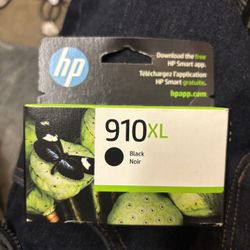 hp
Download the free
HP Smart app.
Téléchargez l'application
HP Smart gratuite.
hpapp.com
910XL
Black
Noir